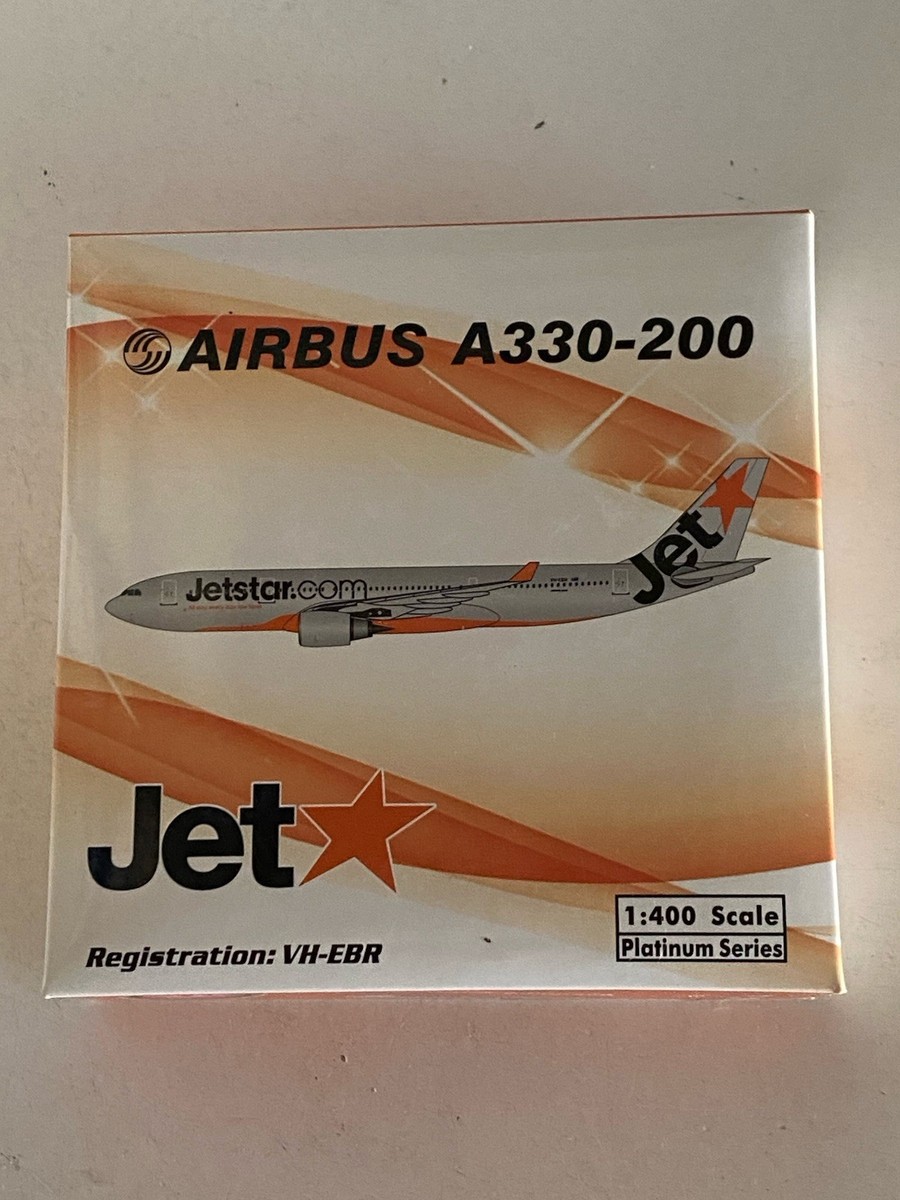 AIRBUS A330-200
Jet
Jetstar.com
Jet
1:400 Scale
Platinum Series
Registration: VH-EBR